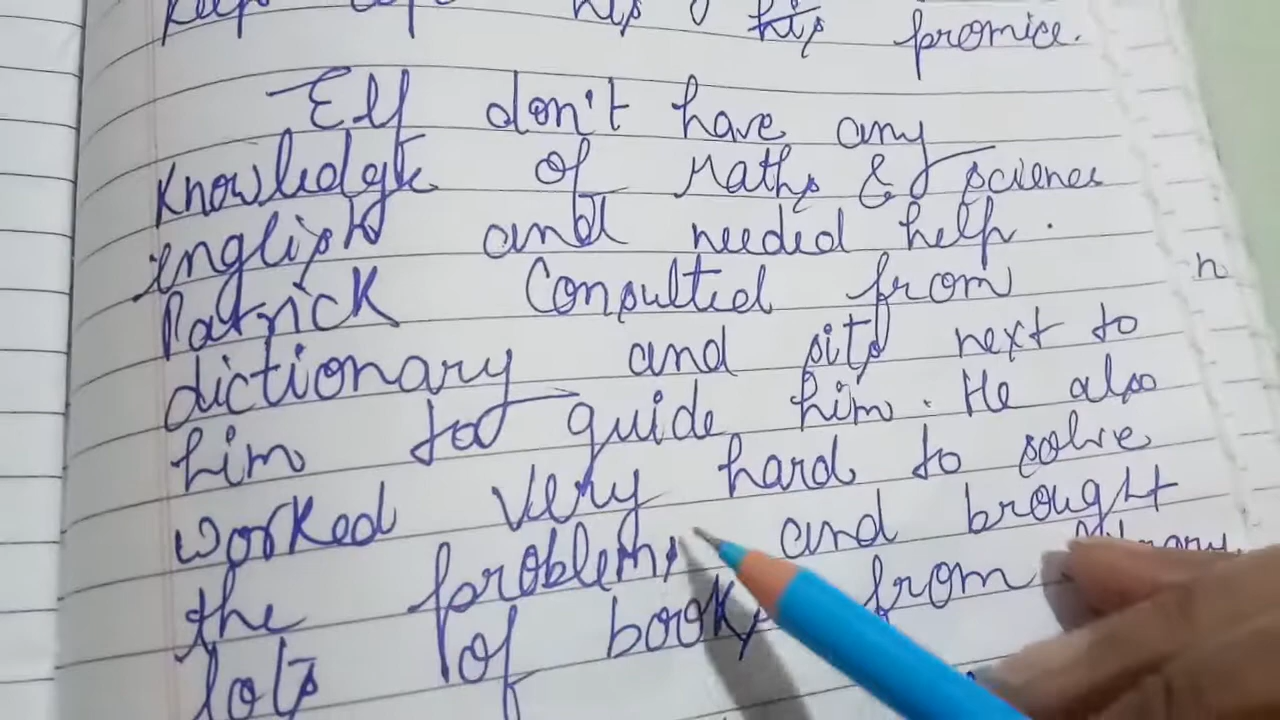 promice.
Elf don't have any
knowledge of Maths & science
english and needed help.
Patrick Consulted from
dictionary and sits next to
him to guide him. He also
worked very hard to solve
the problems and brought
lots of books from
n